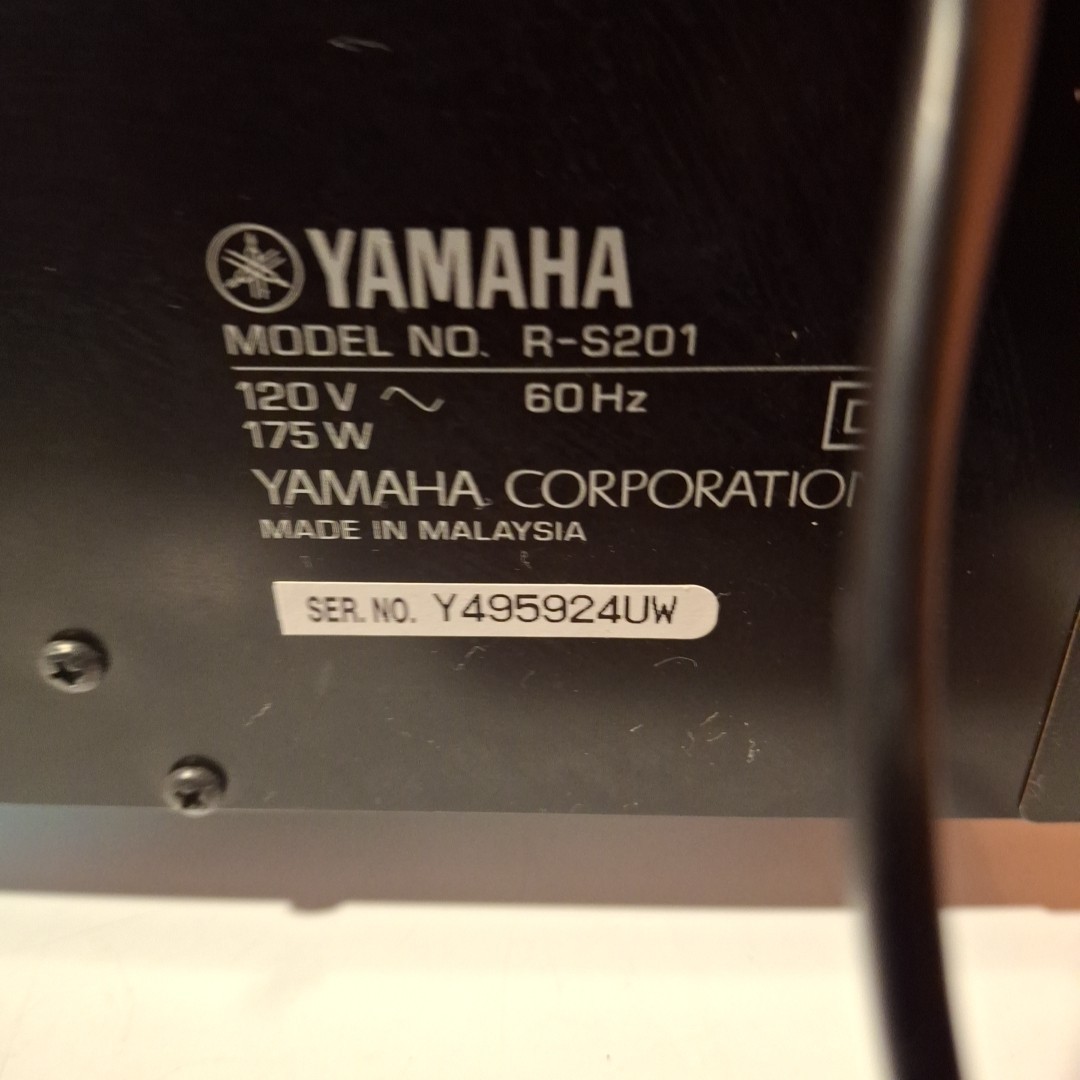 YAMAHA
MODEL NO. R-S201
120 V ~ 60 Hz
175 W
YAMAHA CORPORATION
MADE IN MALAYSIA
SER. NO. Y495924UW